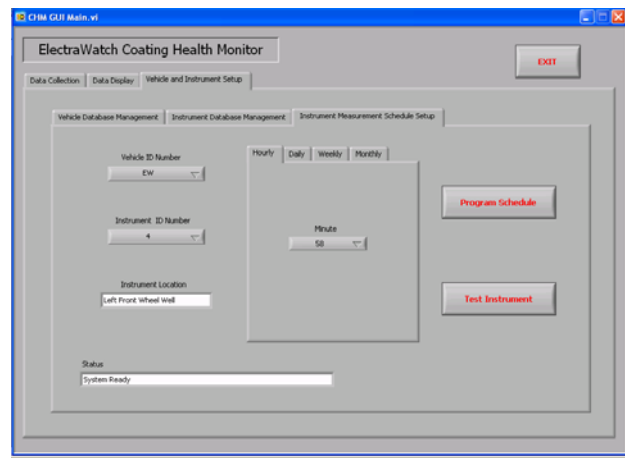 CHM GUI Main.vi
ElectraWatch Coating Health Monitor
EXIT
Data Collection Data Display Vehicle and Instrument Setup
Vehicle Database Management Instrument Database Management Instrument Measurement Schedule Setup
Vehicle ID Number
EW
Instrument ID Number
4
Instrument Location
Left Front Wheel Well
Hourly Daily Weekly Monthly
Minute
58
Program Schedule
Test Instrument
Status
System Ready